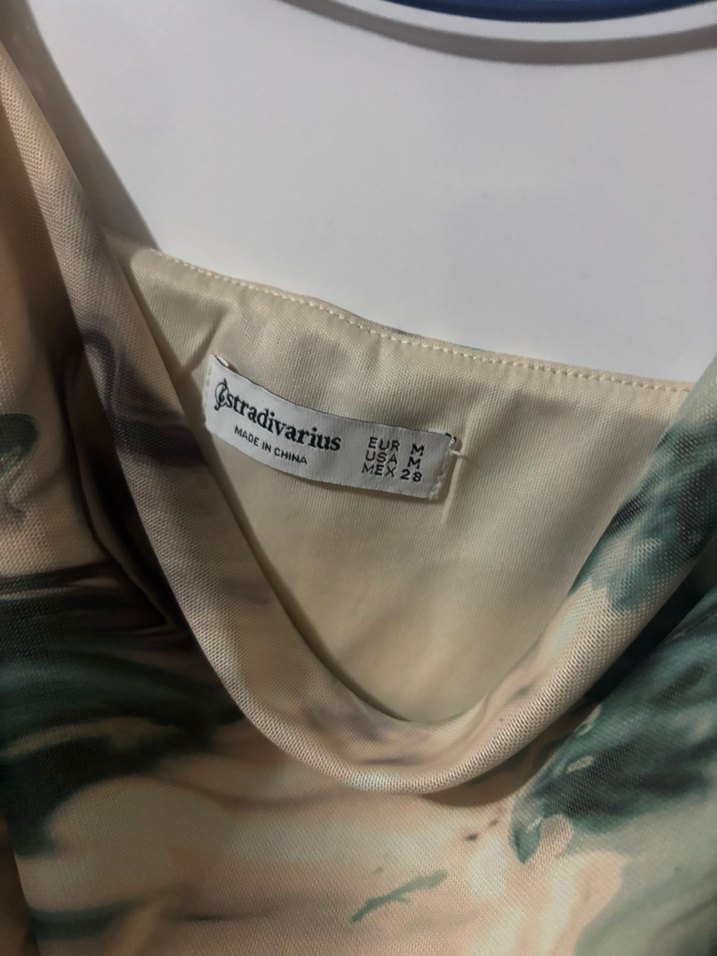 stradivarius
MADE IN CHINA
EUR M
USA M
MEX 28